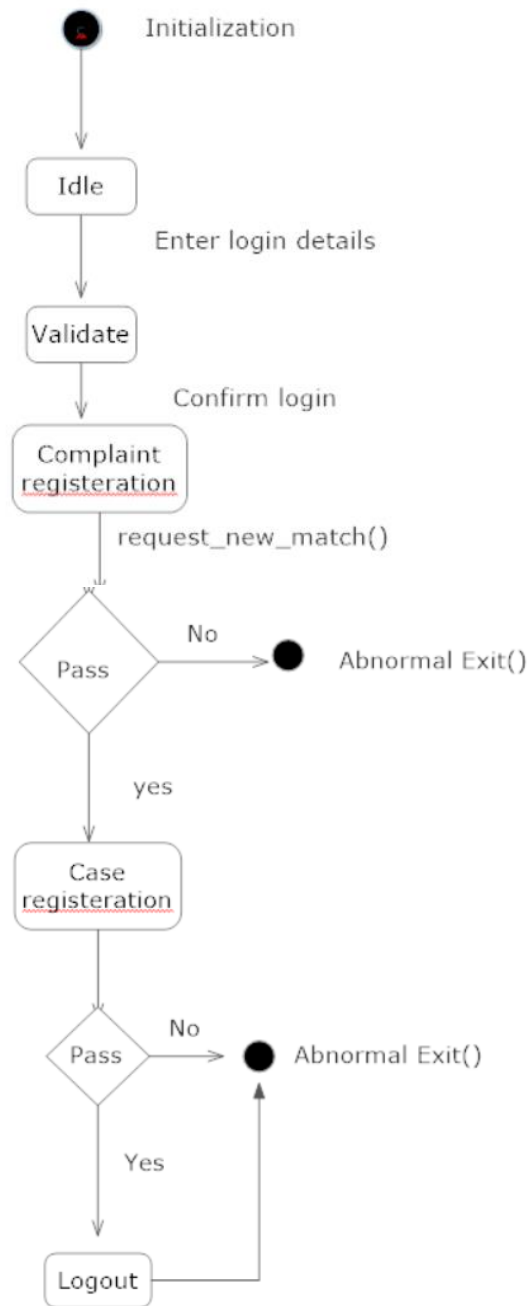 Initialization
Idle
Enter login details
Validate
Confirm login
Complaint
registeration
request_new_match()
No
Pass
Abnormal Exit()
yes
Case
registeration
No
Pass
Abnormal Exit()
Yes
Logout